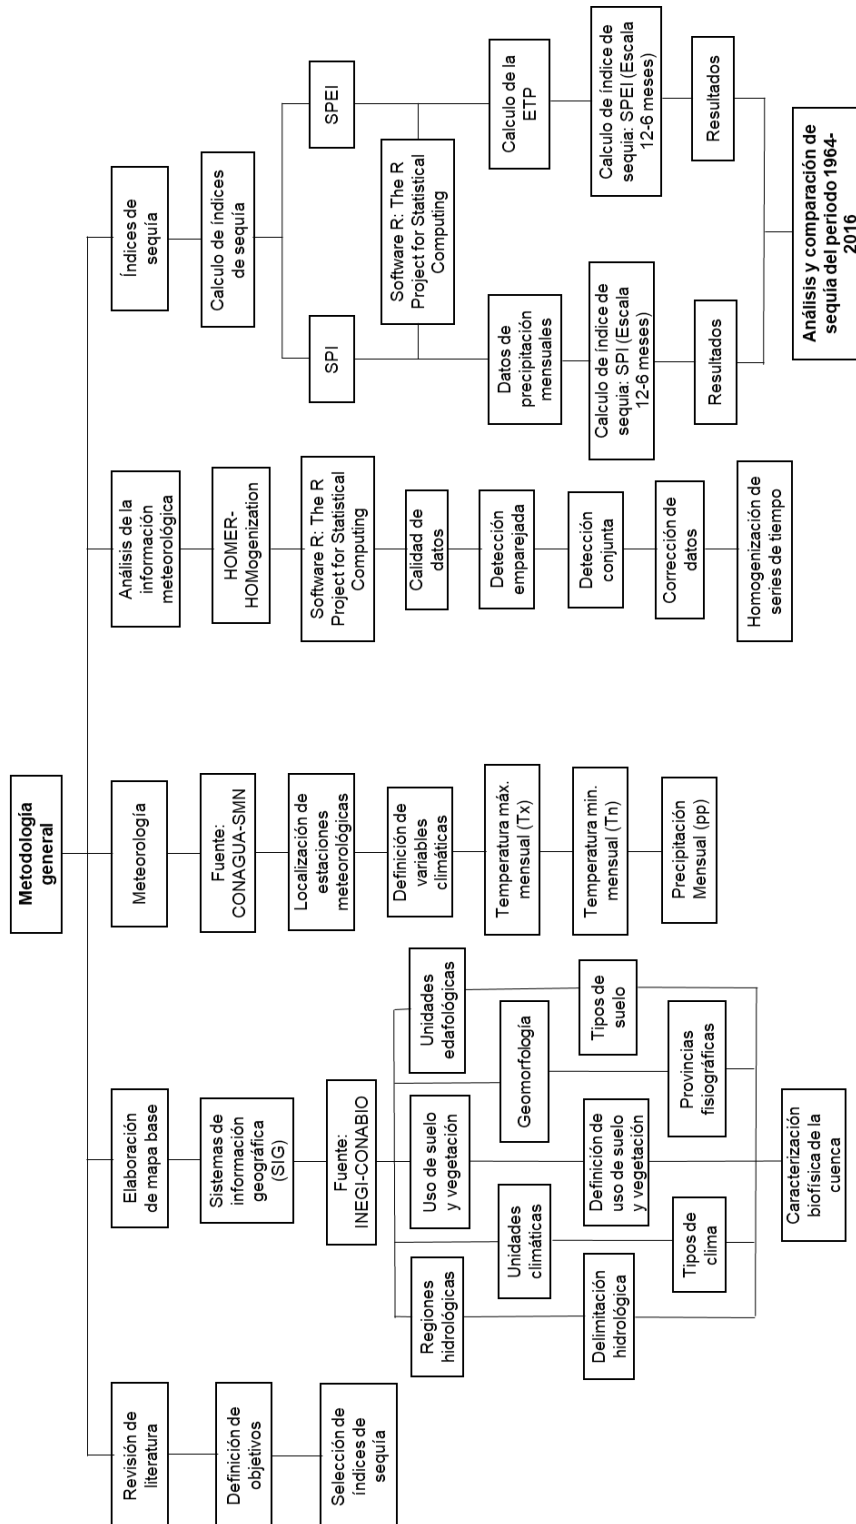 Metodología
general
Revisión de
literatura
Definición de
objetivos
Selección de
índices de
sequía
Elaboración
de mapa base
Sistemas de
información
geográfica
(SIG)
Fuente:
INEGI-CONABIO
Regiones
hidrológicas
Unidades
climáticas
Uso de suelo
y vegetación
Geomorfología
Unidades
edafológicas
Delimitación
hidrológica
Tipos de
clima
Definición de
uso de suelo
y vegetación
Provincias
fisiográficas
Tipos de
suelo
Caracterización
biofísica de la
cuenca
Meteorología
Fuente:
CONAGUA-SMN
Localización de
estaciones
meteorológicas
Definición de
variables
climáticas
Temperatura máx.
mensual (Tx)
Temperatura min.
mensual (Tn)
Precipitación
Mensual (pp)
Análisis de la
información
meteorológica
HOMER-
HOMogenization
Software R: The R
Project for Statistical
Computing
Calidad de
datos
Detección
emparejada
Detección
conjunta
Corrección de
datos
Homogenización de
series de tiempo
Índices de
sequía
Calculo de índices
de sequía
SPI
SPEI
Software R: The R
Project for Statistical
Computing
Datos de
precipitación
mensuales
Calculo de índice de
sequia: SPI (Escala
12-6 meses)
Resultados
Calculo de la
ETP
Calculo de índice de
sequia: SPEI (Escala
12-6 meses)
Resultados
Análisis y comparación de
sequía del periodo 1964-
2016